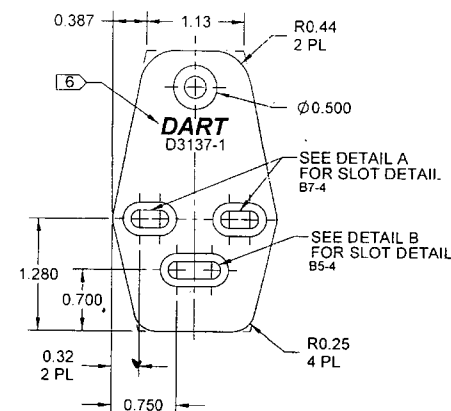 0.387
1.13
R0.44
2 PL
6
Ø0.500
DART
D3137-1
SEE DETAIL A
FOR SLOT DETAIL
B7-4
SEE DETAIL B
FOR SLOT DETAIL
B5-4
1.280
0.700
R0.25
4 PL
0.32
2 PL
0.750